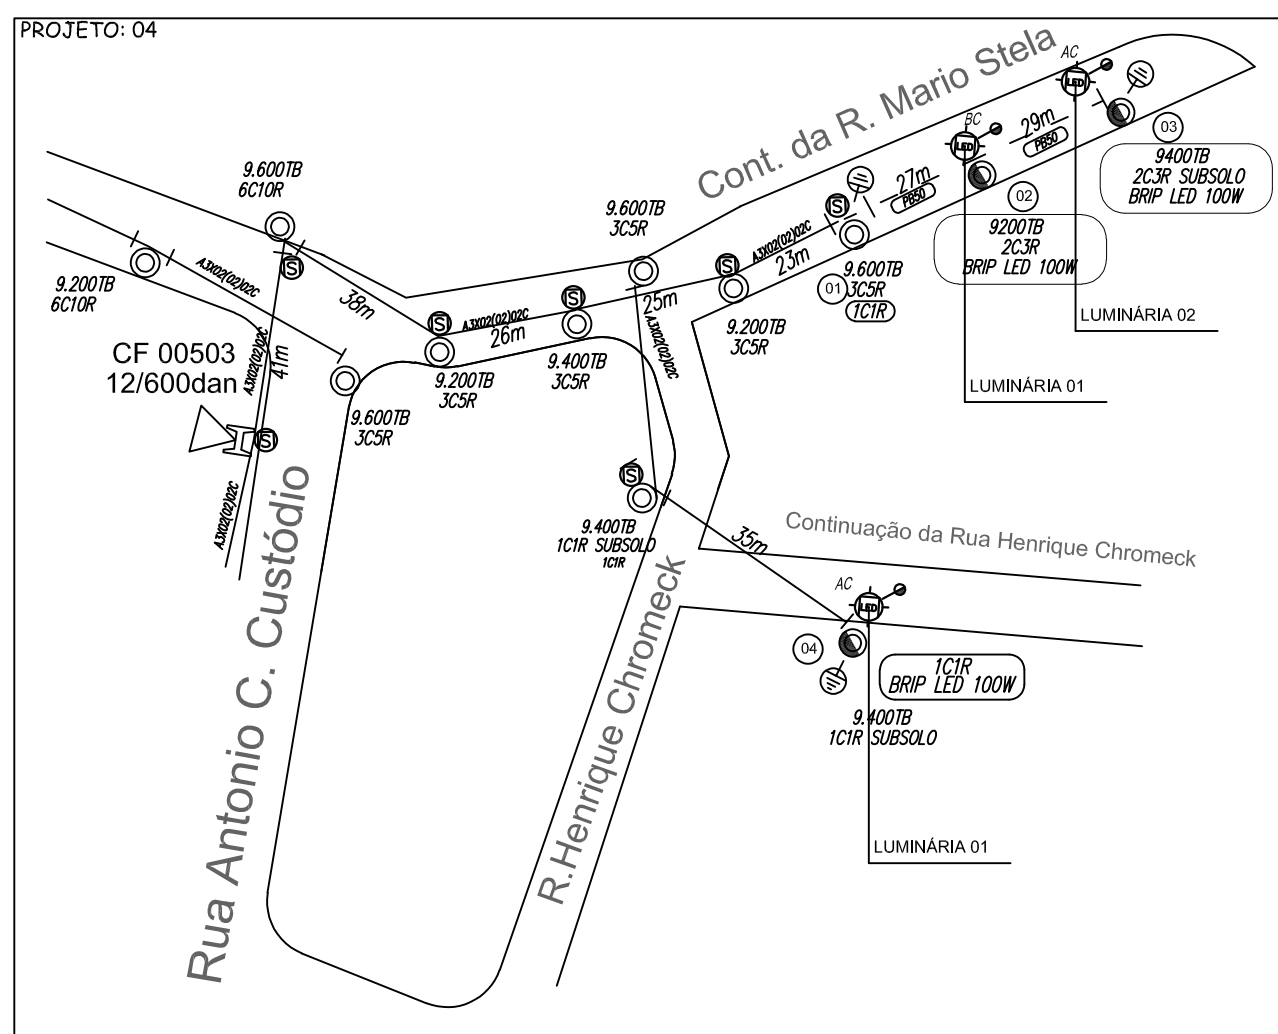 PROJETO: 04
Cont. da R. Mario Stela
AC
LED
29m
PB50
03
9400TB
2C3R SUBSOLO
BRIP LED 100W
BC
LED
27m
PB50
02
9200TB
2C3R
BRIP LED 100W
LUMINÁRIA 02
LUMINÁRIA 01
9.600TB
6C10R
9.600TB
3C5R
S
A3X02(02)02C
23m
S
01
9.600TB
3C5R
1C1R
9.200TB
6C10R
A3X02(02)02C
S
38m
S
A3X02(02)02C
26m
S
25m
A3X02(02)02C
9.200TB
3C5R
CF 00503
12/600dan
A3X02(02)02C
41m
S
A3X02(02)02C
9.600TB
3C5R
9.200TB
3C5R
9.400TB
3C5R
S
9.400TB
1C1R SUBSOLO
1C1R
35m
Continuação da Rua Henrique Chromeck
AC
LED
04
1C1R
BRIP LED 100W
9.400TB
1C1R SUBSOLO
LUMINÁRIA 01
Rua Antonio C. Custódio
R.Henrique Chromeck